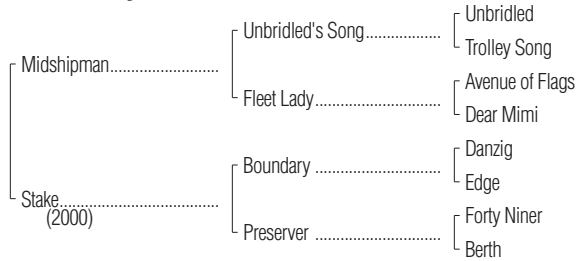 Unbridled
Unbridled's Song..................
Trolley Song
Midshipman..........................
Avenue of Flags
Fleet Lady..............................
Dear Mimi
Danzig
Boundary ..............................
Edge
Stake......................................
(2000)
Forty Niner
Preserver ..............................
Berth